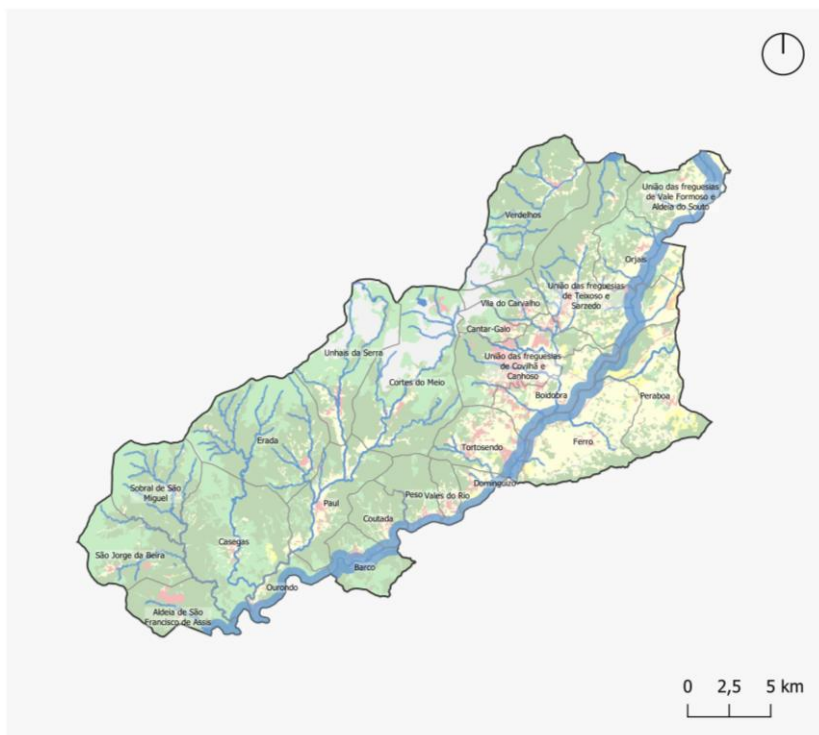 União das freguesias
de Vale Formoso e
Aldeia do Souto
Verdelhos
Orjais
União das freguesias
de Teixoso e
Sarzedo
Vila do Carvalho
Cantar-Galo
Unhais da Serra
União das freguesias
de Covilhã e
Canhoso
Cortes do Meio
Boidobra
Peraboa
Erada
Ferro
Tortosendo
Dominguizo
Sobral de São
Miguel
Peso
Vales do Rio
Paul
Coutada
Casegas
São Jorge da Beira
Barco
Ourondo
Aldeia de São
Francisco de Assis
0 2,5 5 km